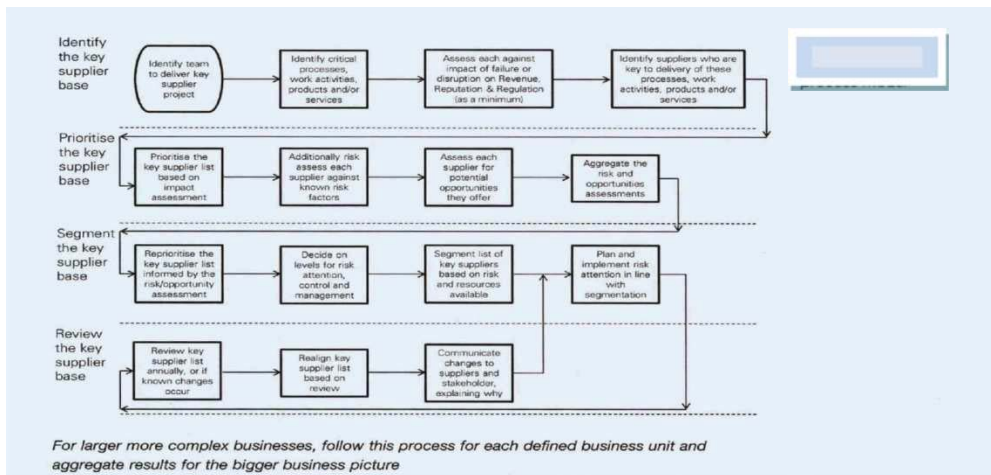 Identify
the key
supplier
base
Identify team
to deliver key
supplier
project
Identify critical
processes,
work activities,
products and/or
services
Assess each against
impact of failure or
disruption on Revenue,
Reputation & Regulation
(as a minimum)
Identify suppliers who are
key to delivery of these
processes, work
activities, products and/or
services
Prioritise
the key
supplier
base
Prioritise the
key supplier list
based on
impact
assessment
Additionally risk
assess each
supplier against
known risk
factors
Assess each
supplier for
potential
opportunities
they offer
Aggregate the
risk and
opportunities
assessments
Segment
the key
supplier
base
Reprioritise the
key supplier list
informed by the
risk/opportunity
assessment
Decide on
levels for risk
attention,
control and
management
Segment list of
key suppliers
based on risk
and resources
available
Plan and
implement risk
attention in line
with
segmentation
Review
the key
supplier
base
Review key
supplier list
annually, or if
known changes
occur
Realign key
supplier list
based on
review
Communicate
changes to
suppliers and
stakeholder,
explaining why
For larger more complex businesses, follow this process for each defined business unit and
aggregate results for the bigger business picture